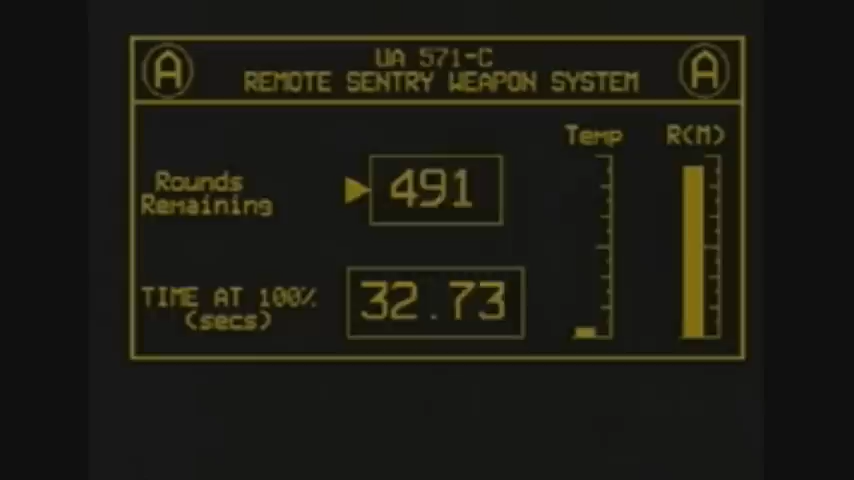 A
UA 571-C
A
REMOTE SENTRY WEAPON SYSTEM
Temp
R(M)
Rounds
Remaining
491
TIME AT 100%
(secs)
32.73